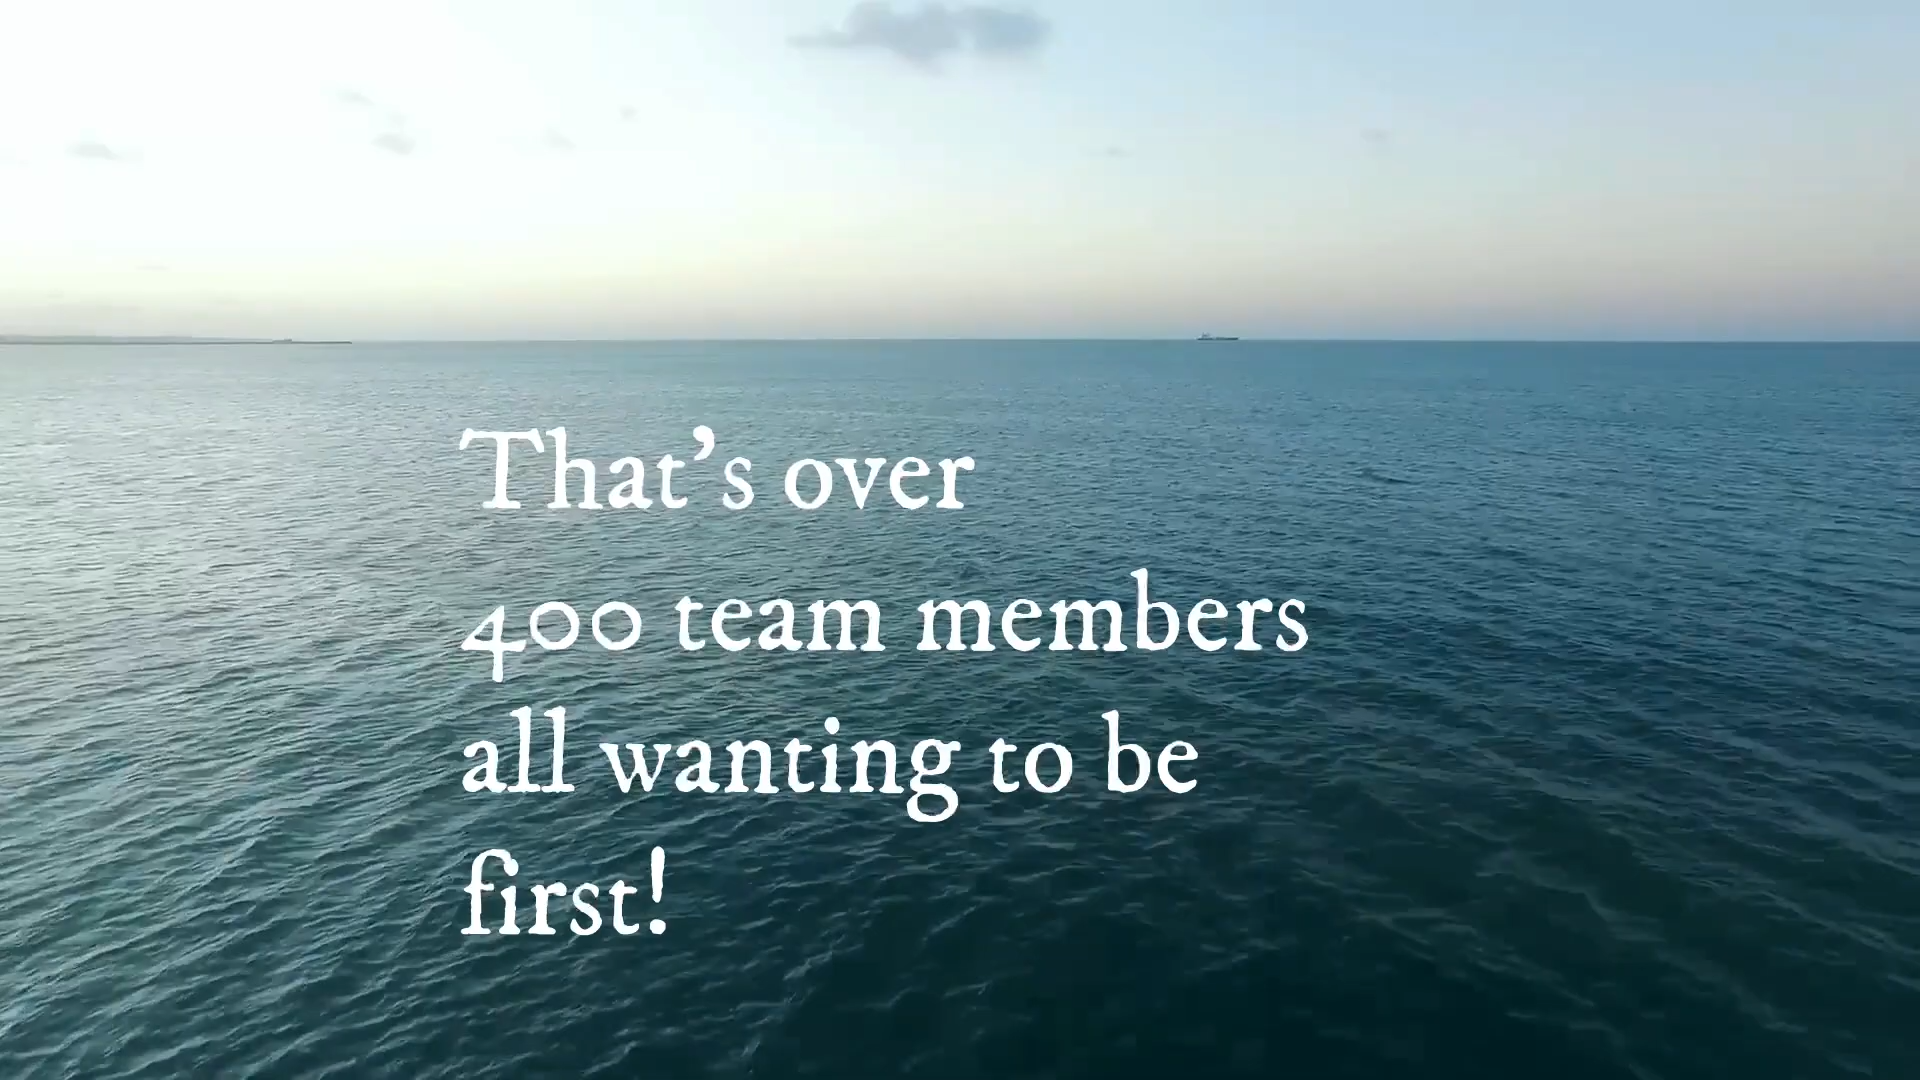 That’s over
400 team members
all wanting to be
first!